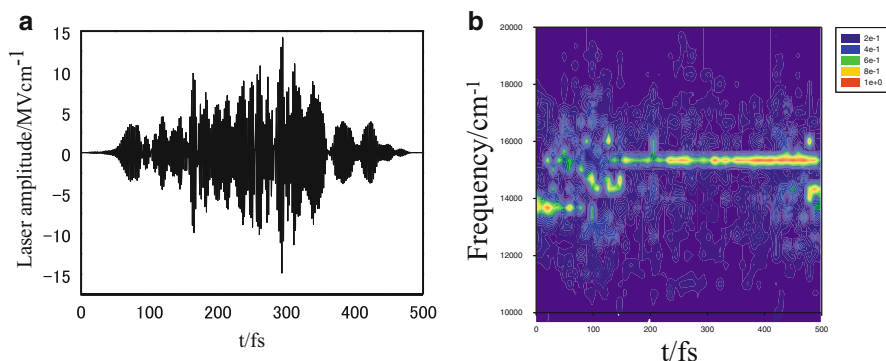 a
Laser amplitude/MVcm-1
15
10
5
0
−5
−10
−15
0 100 200 300 400 500
t/fs
b
Frequency/cm-1
20000
18000
16000
14000
12000
10000
0 100 200 300 400 500
t/fs
2e-1
4e-1
6e-1
8e-1
1e+0